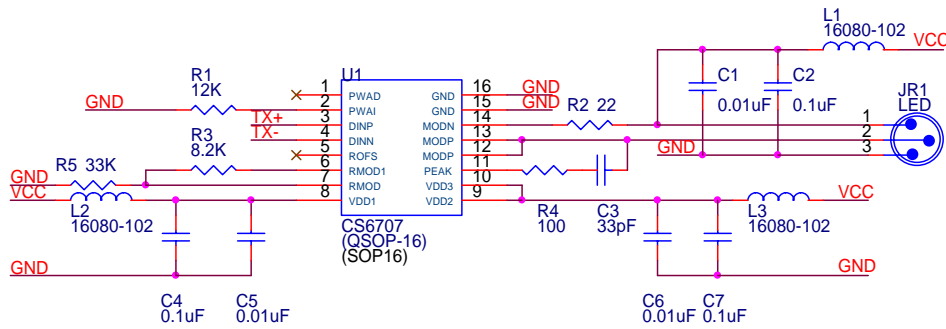 L1
16080-102
VCC
U1
R1
12K
C1
0.01uF
C2
0.1uF
JR1
LED
GND
1
PWAD
GND
16
GND
2
PWAI
GND
15
GND
R2 22
TX+
3
DINP
MODN
14
1
TX-
4
DINN
MODP
13
2
R3
8.2K
5
ROFS
MODP
12
GND
3
R5 33K
6
RMOD1
PEAK
11
GND
7
RMOD
VDD3
10
VCC
8
VDD1
VDD2
9
VCC
L2
16080-102
CS6707
(QSOP-16)
(SOP16)
R4
100
C3
33pF
L3
16080-102
GND
GND
C4
0.1uF
C5
0.01uF
C6
0.01uF
C7
0.1uF